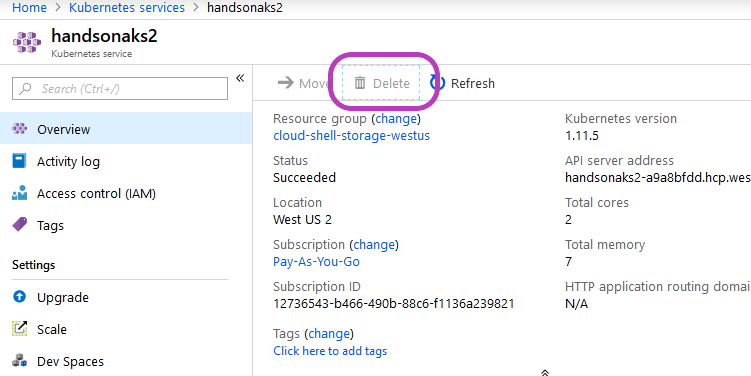 Home > Kubernetes services > handsonaks2
handsonaks2
Kubernetes service
Search (Ctrl+/)
Overview
Activity log
Access control (IAM)
Tags
Settings
Upgrade
Scale
Dev Spaces
Move Delete Refresh
Resource group (change)
cloud-shell-storage-westus
Status
Succeeded
Location
West US 2
Subscription (change)
Pay-As-You-Go
Subscription ID
12736543-b466-490b-88c6-f1136a239821
Tags (change)
Click here to add tags
Kubernetes version
1.11.5
API server address
handsonaks2-a9a8bfdd.hcp.wes
Total cores
2
Total memory
7
HTTP application routing domai
N/A